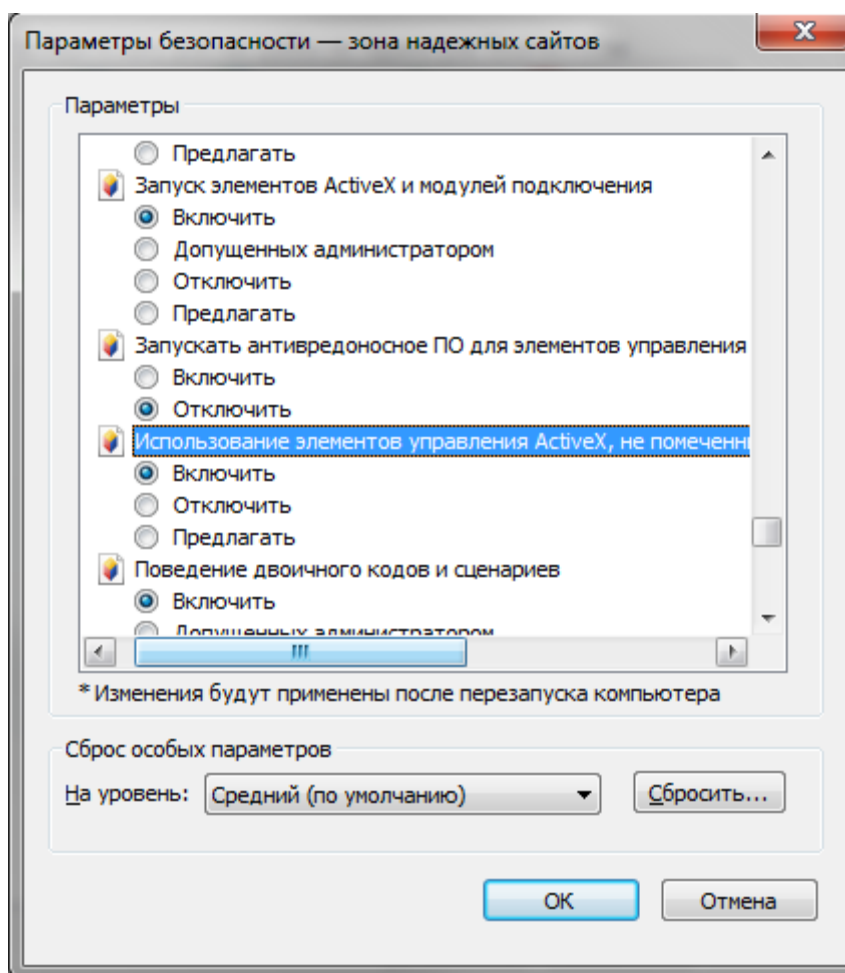 Параметры безопасности — зона надежных сайтов
Параметры
Предлагать
Запуск элементов ActiveX и модулей подключения
Включить
Допущенных администратором
Отключить
Предлагать
Запускать антивредоносное ПО для элементов управления
Включить
Отключить
Использование элементов управления ActiveX, не помеченн
Включить
Отключить
Предлагать
Поведение двоичного кодов и сценариев
Включить
Допущенных администратором
* Изменения будут применены после перезапуска компьютера
Сброс особых параметров
На уровень: Средний (по умолчанию) Сбросить...
ОК Отмена